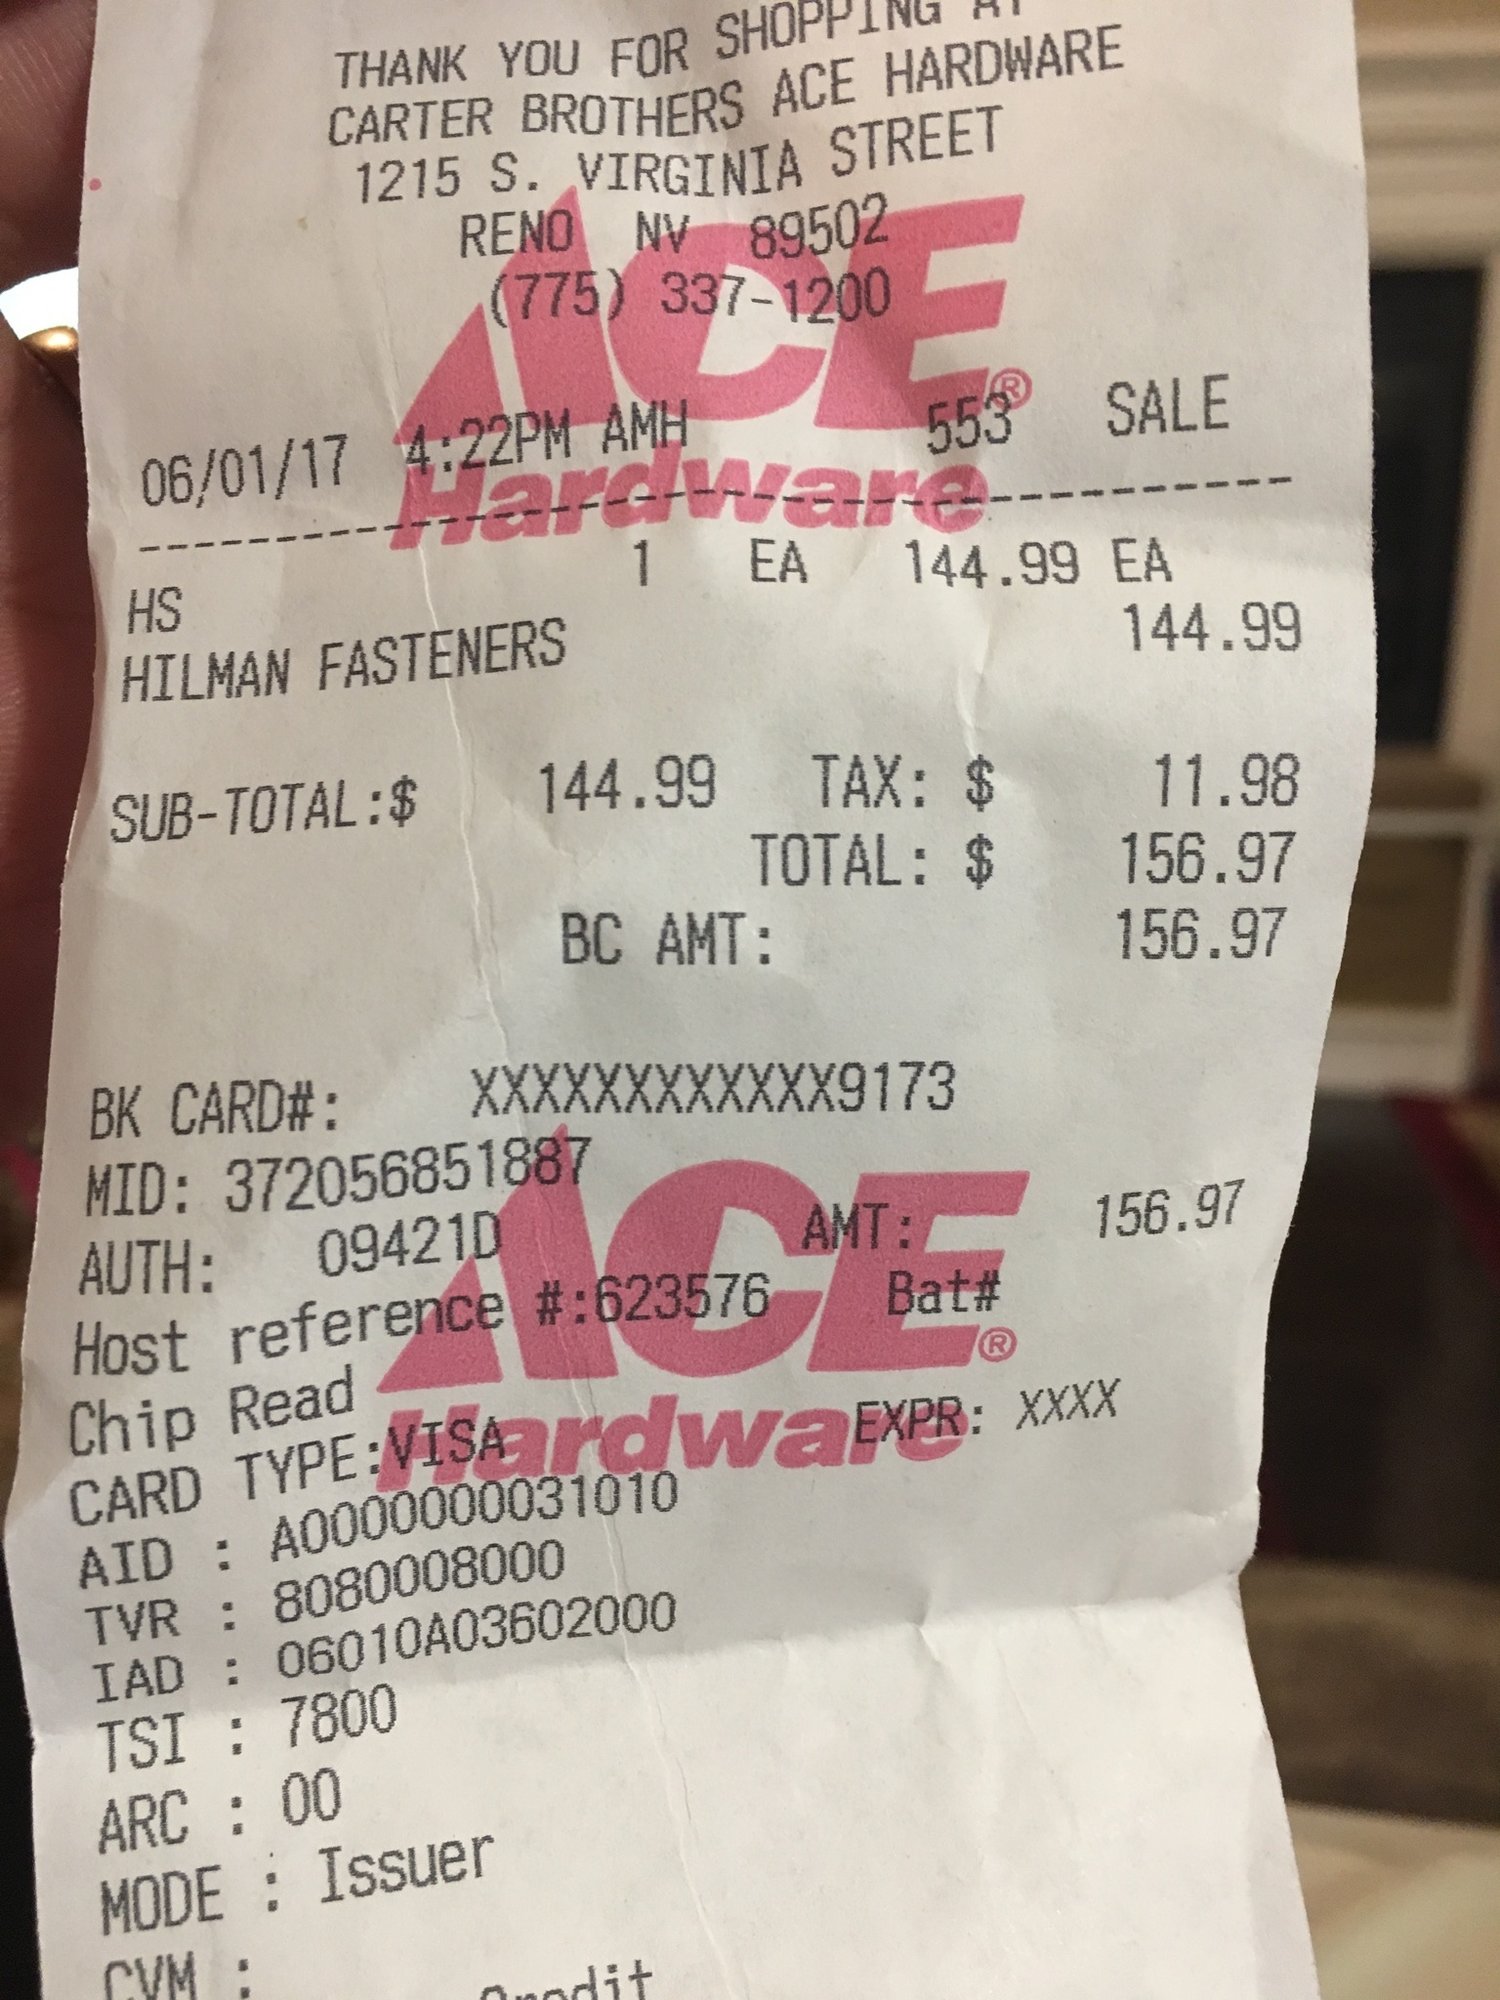 THANK YOU FOR SHOPPING AT
CARTER BROTHERS ACE HARDWARE
1215 S. VIRGINIA STREET
RENO NV 89502
(775) 337-1200
ACE®
Hardware
06/01/17 4:22PM AMH 553 SALE
--------------------------------------
HS 1 EA 144.99 EA
HILMAN FASTENERS 144.99
SUB-TOTAL:$ 144.99 TAX: $ 11.98
TOTAL: $ 156.97
BC AMT: 156.97
BK CARD#: XXXXXXXXXXXX9173
MID: 372056851887
AUTH: 09421D AMT: 156.97
Host reference #:623576 Bat#
ACE®
Hardware
Chip Read
CARD TYPE:VISA EXPR: XXXX
AID : A0000000031010
TVR : 8080008000
IAD : 06010A03602000
TSI : 7800
ARC : 00
MODE : Issuer
CVM :
Credit